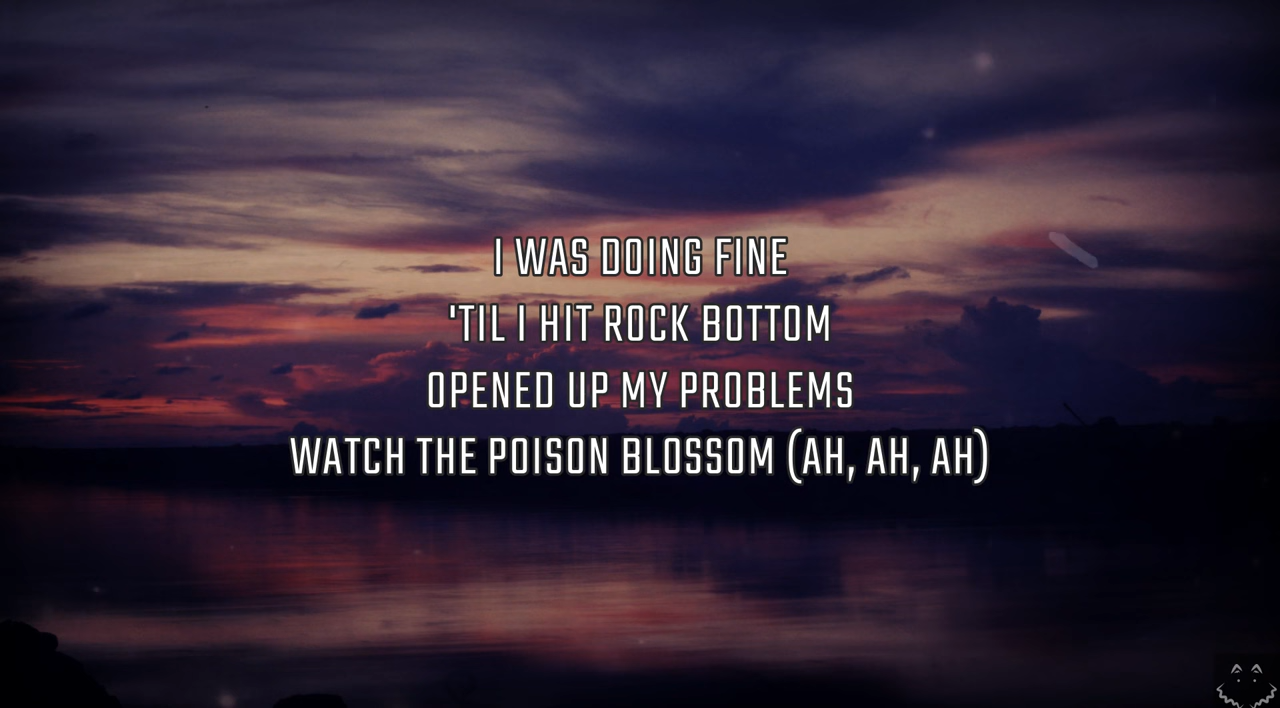 I WAS DOING FINE
'TIL I HIT ROCK BOTTOM
OPENED UP MY PROBLEMS
WATCH THE POISON BLOSSOM (AH, AH, AH)